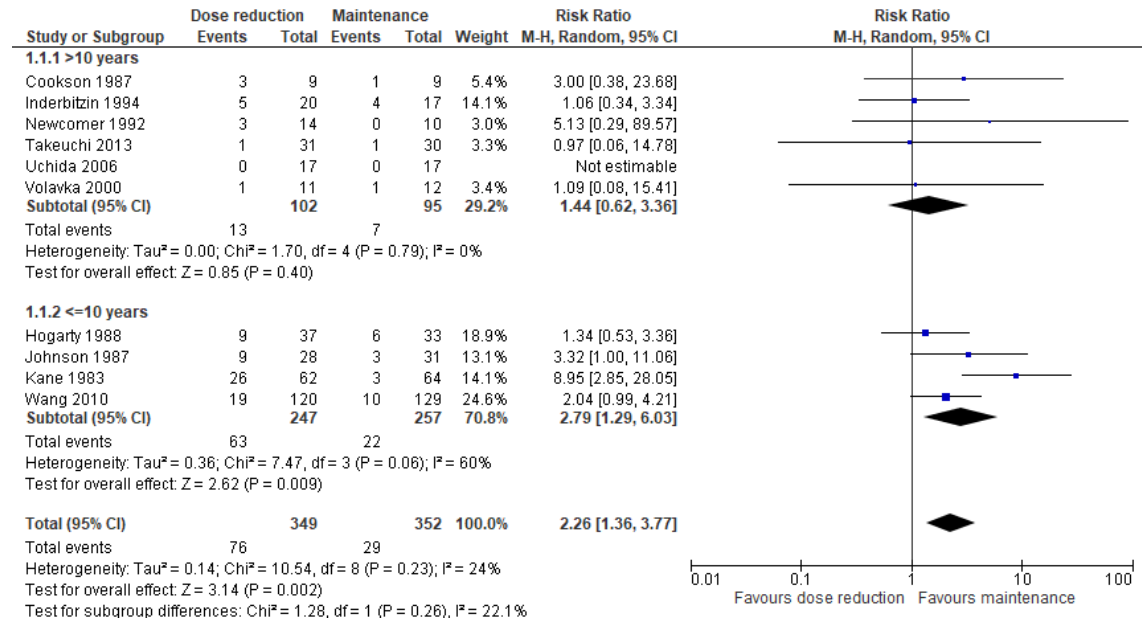 Dose reduction Maintenance Risk Ratio Risk Ratio
Study or Subgroup Events Total Events Total Weight M-H, Random, 95% CI M-H, Random, 95% CI
1.1.1 >10 years
Cookson 1987 3 9 1 9 5.4% 3.00 [0.38, 23.68]
Inderbitzin 1994 5 20 4 17 14.1% 1.06 [0.34, 3.34]
Newcomer 1992 3 14 0 10 3.0% 5.13 [0.29, 89.57]
Takeuchi 2013 1 31 1 30 3.3% 0.97 [0.06, 14.78]
Uchida 2006 0 17 0 17 Not estimable
Volavka 2000 1 11 1 12 3.4% 1.09 [0.08, 15.41]
Subtotal (95% CI) 102 95 29.2% 1.44 [0.62, 3.36]
Total events 13 7
Heterogeneity: Tau² = 0.00; Chi² = 1.70, df = 4 (P = 0.79); I² = 0%
Test for overall effect: Z = 0.85 (P = 0.40)
1.1.2 <=10 years
Hogarty 1988 9 37 6 33 18.9% 1.34 [0.53, 3.36]
Johnson 1987 9 28 3 31 13.1% 3.32 [1.00, 11.06]
Kane 1983 26 62 3 64 14.1% 8.95 [2.85, 28.05]
Wang 2010 19 120 10 129 24.6% 2.04 [0.99, 4.21]
Subtotal (95% CI) 247 257 70.8% 2.79 [1.29, 6.03]
Total events 63 22
Heterogeneity: Tau² = 0.36; Chi² = 7.47, df = 3 (P = 0.06); I² = 60%
Test for overall effect: Z = 2.62 (P = 0.009)
Total (95% CI) 349 352 100.0% 2.26 [1.36, 3.77]
Total events 76 29
Heterogeneity: Tau² = 0.14; Chi² = 10.54, df = 8 (P = 0.23); I² = 24%
Test for overall effect: Z = 3.14 (P = 0.002)
Test for subgroup differences: Chi² = 1.28, df = 1 (P = 0.26), I² = 22.1%
0.01 0.1 1 10 100
Favours dose reduction Favours maintenance